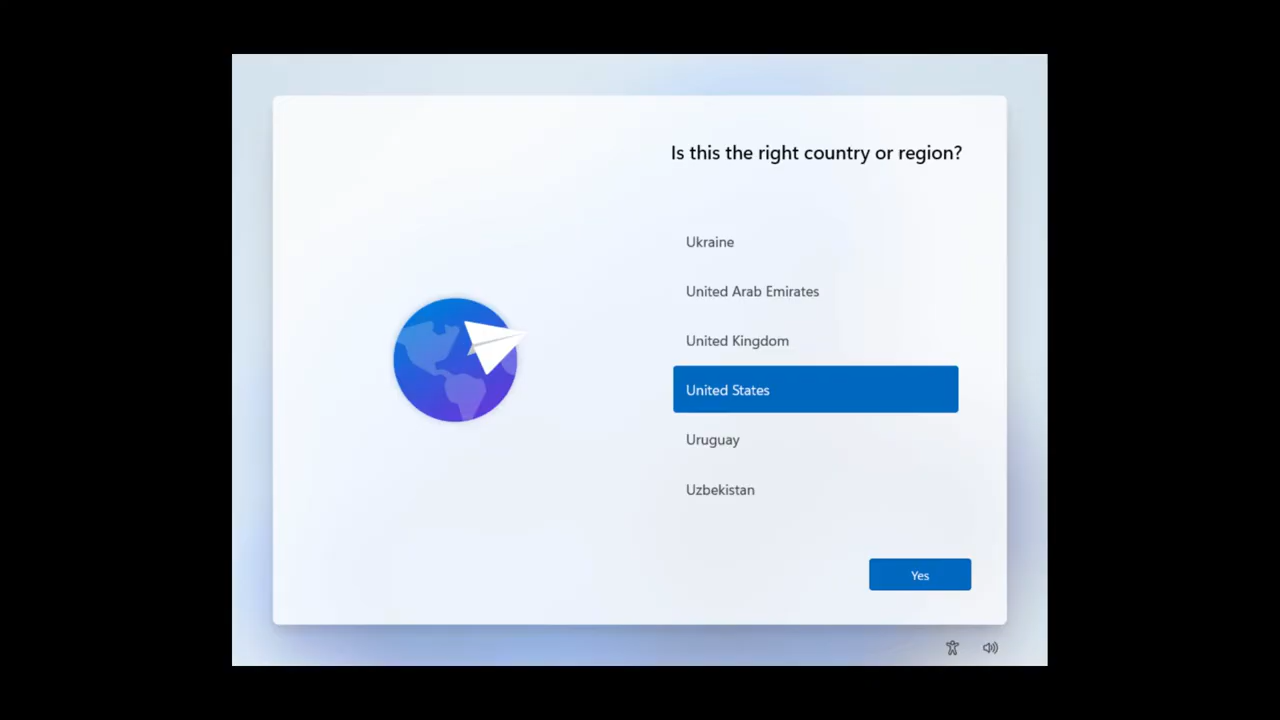 Is this the right country or region?
Ukraine
United Arab Emirates
United Kingdom
United States
Uruguay
Uzbekistan
Yes